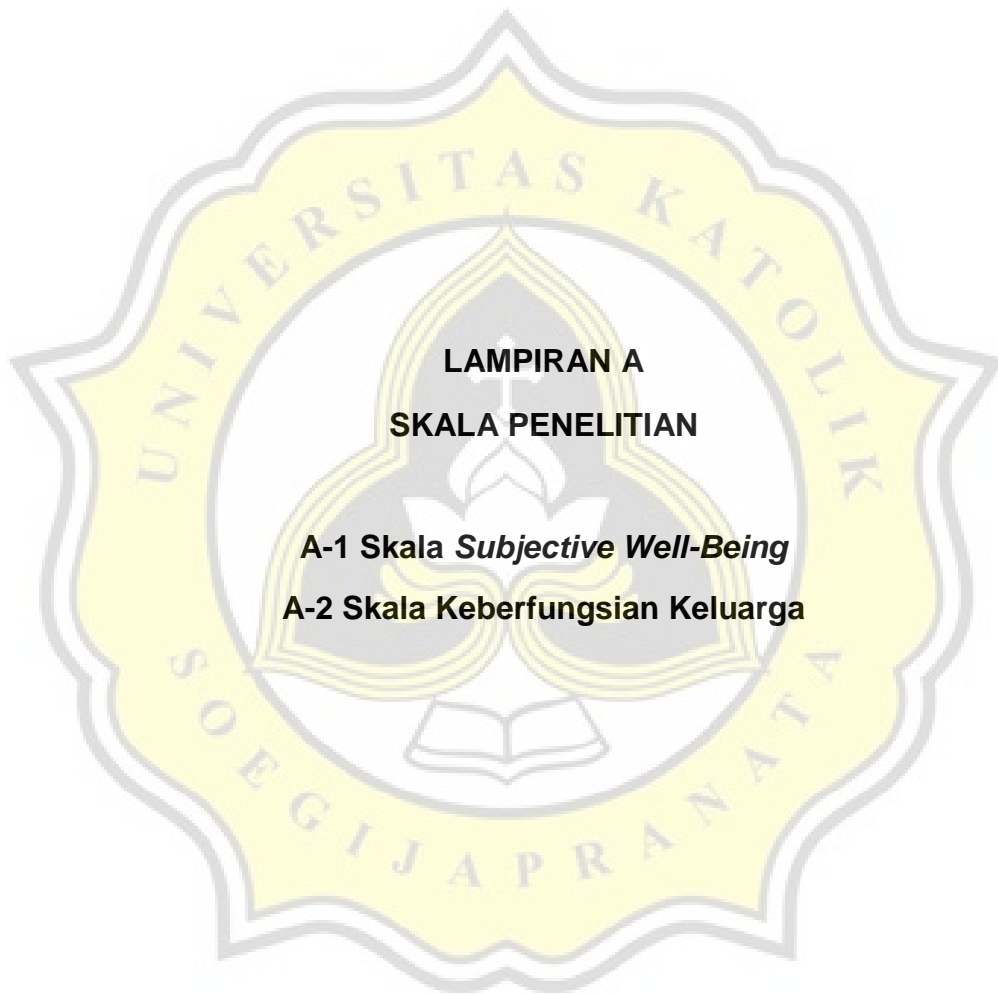 UNIVERSITAS KATOLIK
LAMPIRAN A
SKALA PENELITIAN
A-1 Skala Subjective Well-Being
A-2 Skala Keberfungsian Keluarga
SOEGIJAPRANATA